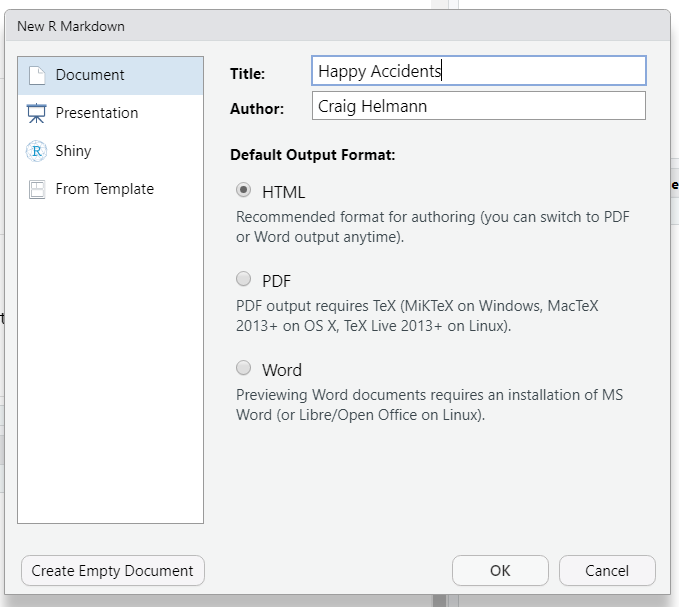 New R Markdown
Document
Presentation
Shiny
From Template
Title:
Happy Accidents
Author:
Craig Helmann
Default Output Format:
HTML
Recommended format for authoring (you can switch to PDF
or Word output anytime).
PDF
PDF output requires TeX (MiKTeX on Windows, MacTeX
2013+ on OS X, TeX Live 2013+ on Linux).
Word
Previewing Word documents requires an installation of MS
Word (or Libre/Open Office on Linux).
Create Empty Document
OK
Cancel